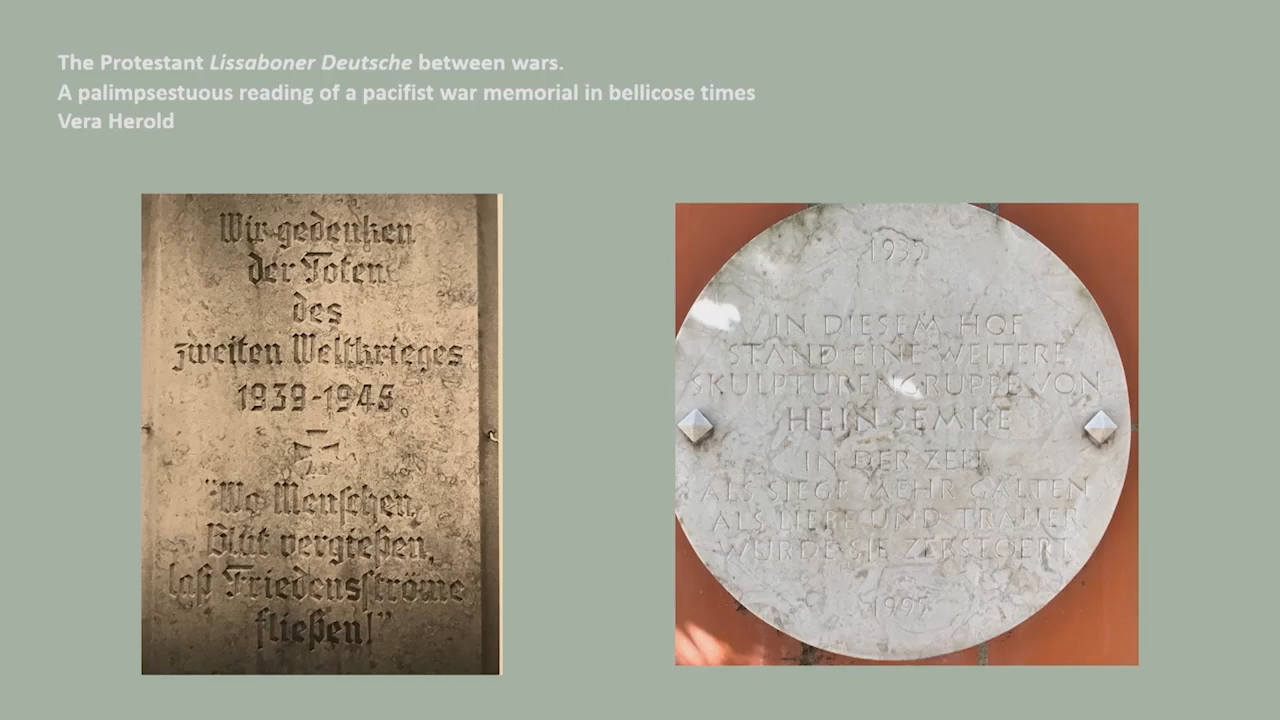 The Protestant Lissaboner Deutsche between wars.
A palimpsestuous reading of a pacifist war memorial in bellicose times
Vera Herold
Wir gedenken
der Toten
des
zweiten Weltkrieges
1939-1945.
"Wo Menschen
Blut vergießen,
laß Friedensströme
fließen!"
1935
IN DIESEM HOF
STAND EINE WEITERE
SKULPTURENGRUPPE VON
HEIN SEMKE
IN DER ZEIT
ALS SIEGE MEHR GALTEN
ALS LIEBE UND TRAUER
WURDE SIE ZERSTOERT
1997